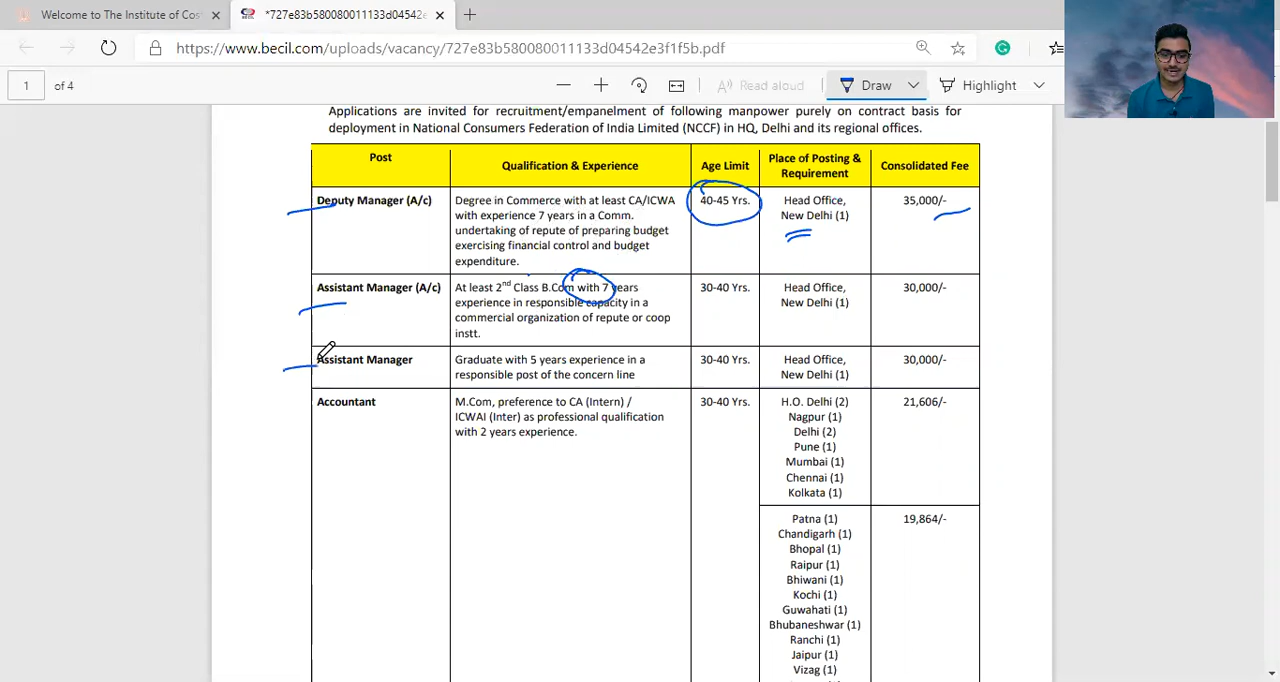 Welcome to The Institute of Cos
*727e83b580080011133d04542e
https://www.becil.com/uploads/vacancy/727e83b580080011133d04542e3f1f5b.pdf
1 of 4
Read aloud
Draw
Highlight
Applications are invited for recruitment/empanelment of following manpower purely on contract basis for
deployment in National Consumers Federation of India Limited (NCCF) in HQ, Delhi and its regional offices.
Post
Qualification & Experience
Age Limit
Place of Posting &
Requirement
Consolidated Fee
Deputy Manager (A/c)
Degree in Commerce with at least CA/ICWA
with experience 7 years in a Comm.
undertaking of repute of preparing budget
exercising financial control and budget
expenditure.
40-45 Yrs.
Head Office,
New Delhi (1)
35,000/-
Assistant Manager (A/c)
At least 2nd Class B.Com with 7 years
experience in responsible capacity in a
commercial organization of repute or coop
instt.
30-40 Yrs.
Head Office,
New Delhi (1)
30,000/-
Assistant Manager
Graduate with 5 years experience in a
responsible post of the concern line
30-40 Yrs.
Head Office,
New Delhi (1)
30,000/-
Accountant
M.Com, preference to CA (Intern) /
ICWAI (Inter) as professional qualification
with 2 years experience.
30-40 Yrs.
H.O. Delhi (2)
Nagpur (1)
Delhi (2)
Pune (1)
Mumbai (1)
Chennai (1)
Kolkata (1)
21,606/-
Patna (1)
Chandigarh (1)
Bhopal (1)
Raipur (1)
Bhiwani (1)
Kochi (1)
Guwahati (1)
Bhubaneshwar (1)
Ranchi (1)
Jaipur (1)
Vizag (1)
19,864/-